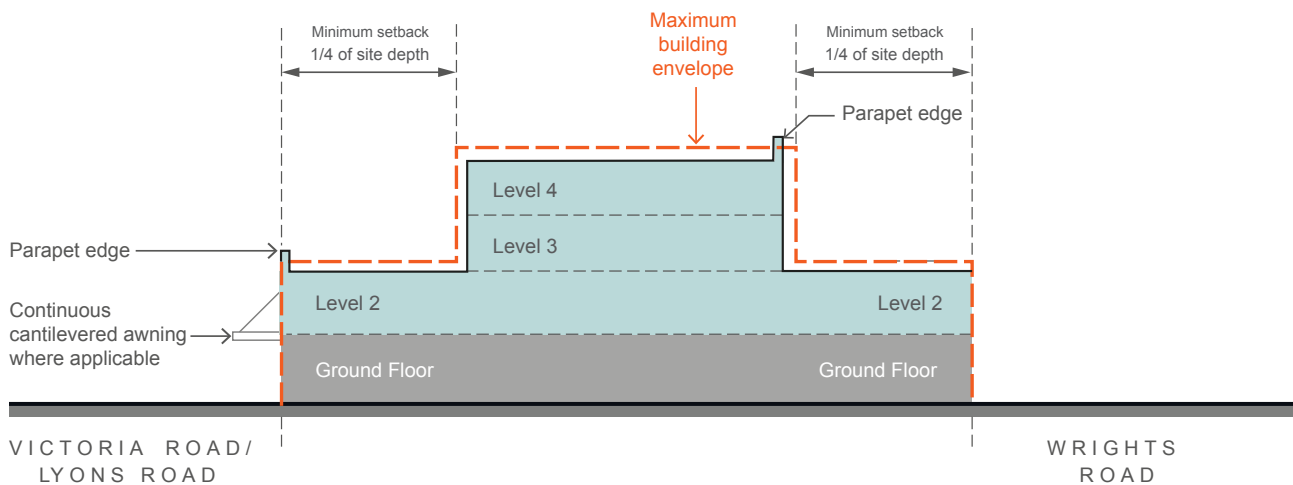 Minimum setback
1/4 of site depth
Maximum
building
envelope
Minimum setback
1/4 of site depth
Parapet edge
Level 4
Level 3
Parapet edge
Level 2
Level 2
Continuous
cantilevered awning
where applicable
Ground Floor
Ground Floor
VICTORIA ROAD/
LYONS ROAD
WRIGHTS
ROAD